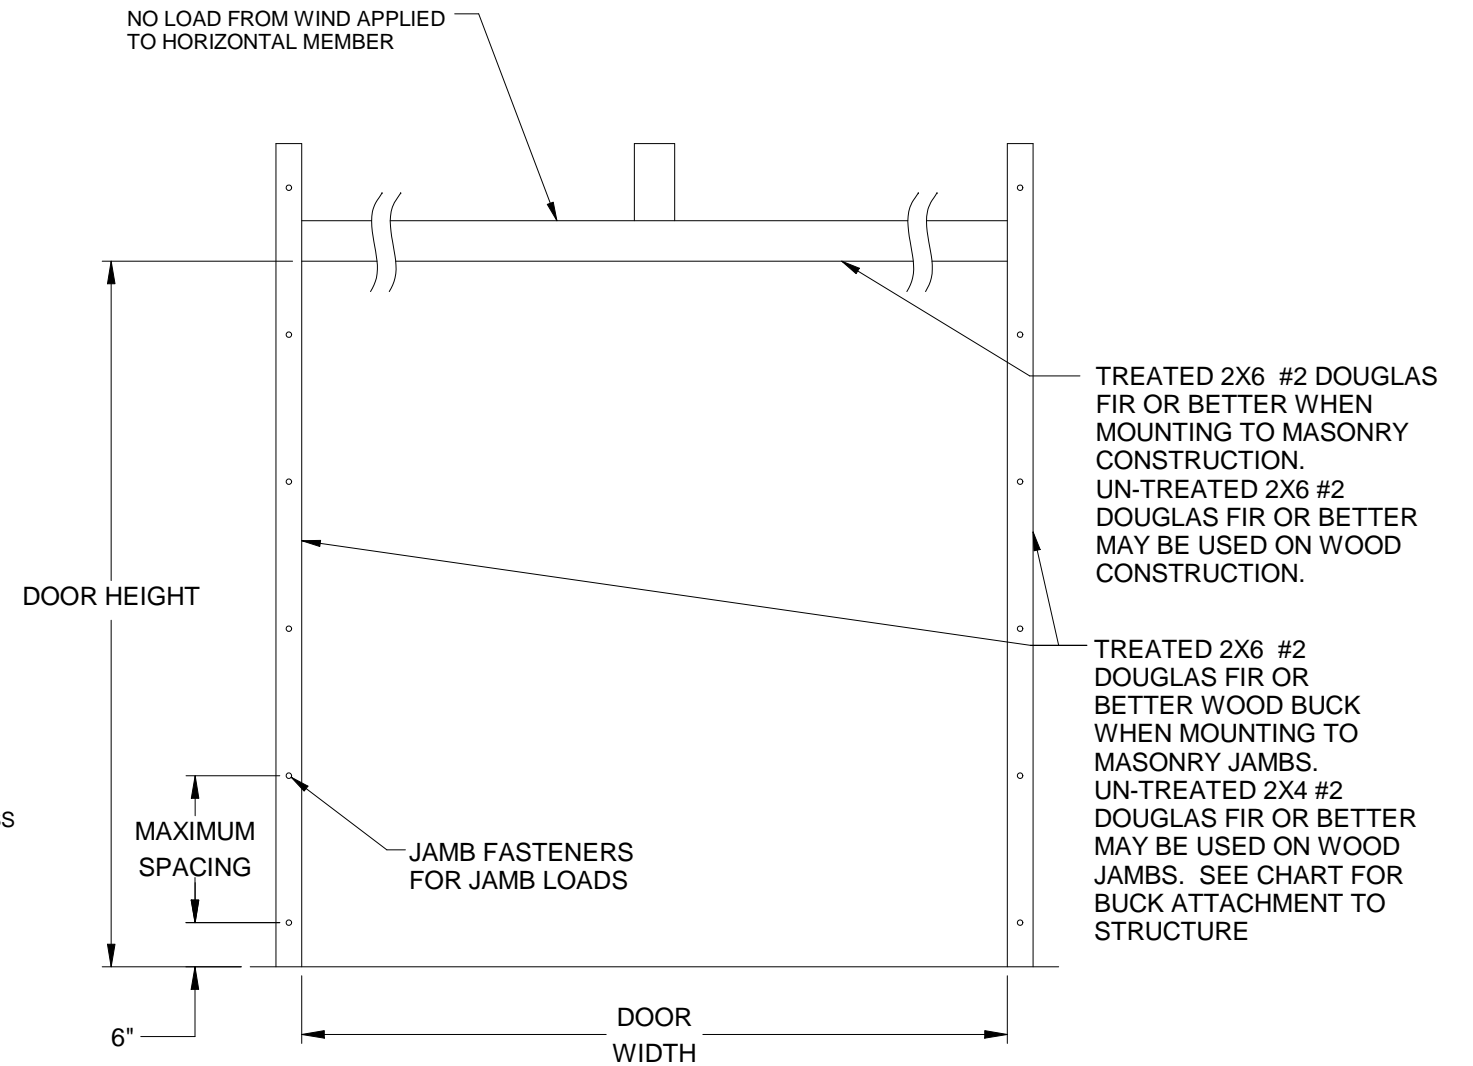 NO LOAD FROM WIND APPLIED
TO HORIZONTAL MEMBER
TREATED 2X6 #2 DOUGLAS
FIR OR BETTER WHEN
MOUNTING TO MASONRY
CONSTRUCTION.
UN-TREATED 2X6 #2
DOUGLAS FIR OR BETTER
MAY BE USED ON WOOD
CONSTRUCTION.
DOOR HEIGHT
TREATED 2X6 #2
DOUGLAS FIR OR
BETTER WOOD BUCK
WHEN MOUNTING TO
MASONRY JAMBS.
UN-TREATED 2X4 #2
DOUGLAS FIR OR BETTER
MAY BE USED ON WOOD
JAMBS. SEE CHART FOR
BUCK ATTACHMENT TO
STRUCTURE
MAXIMUM
SPACING
JAMB FASTENERS
FOR JAMB LOADS
6"
DOOR
WIDTH